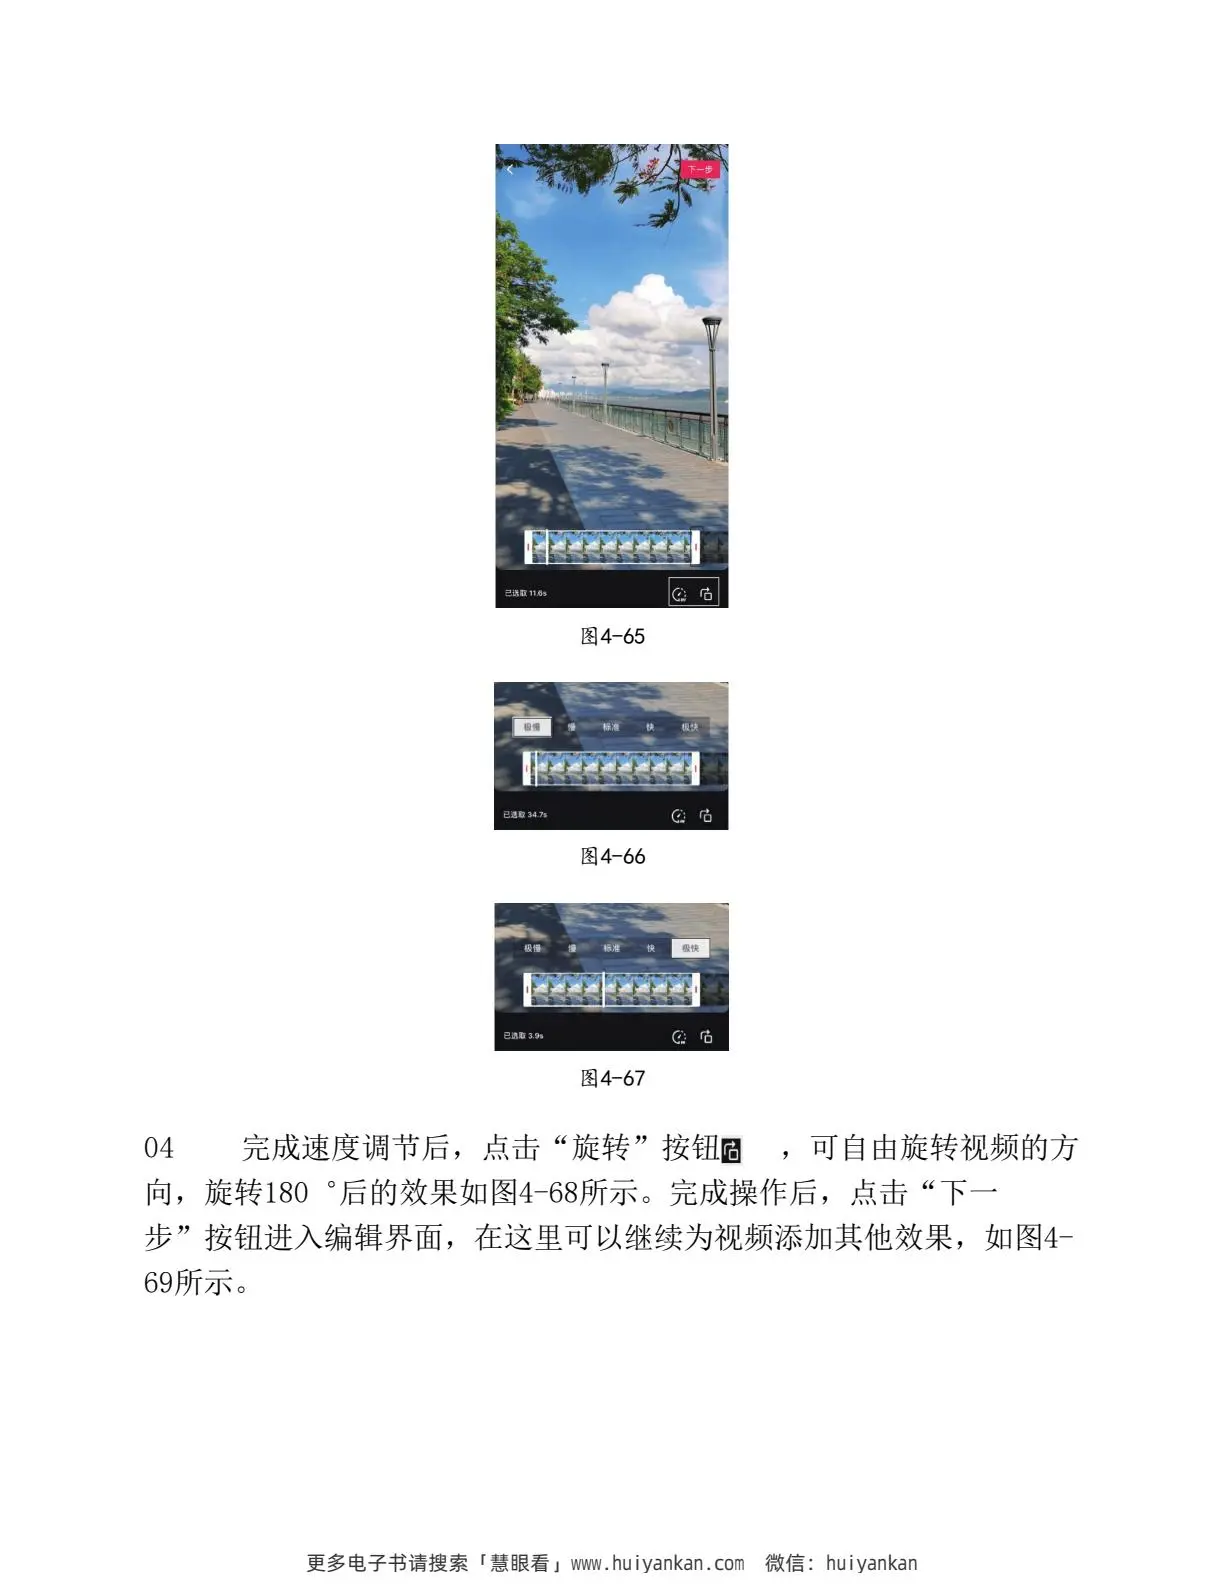 下一步
已选取 11.6s
图4-65
极慢 慢 标准 快 极快
已选取 34.7s
图4-66
极慢 慢 标准 快 极快
已选取 3.9s
图4-67
04 完成速度调节后，点击“旋转”按钮 ，可自由旋转视频的方
向，旋转180 °后的效果如图4-68所示。完成操作后，点击“下一
步”按钮进入编辑界面，在这里可以继续为视频添加其他效果，如图4-
69所示。
更多电子书请搜索「慧眼看」www.huiyankan.com 微信：huiyankan